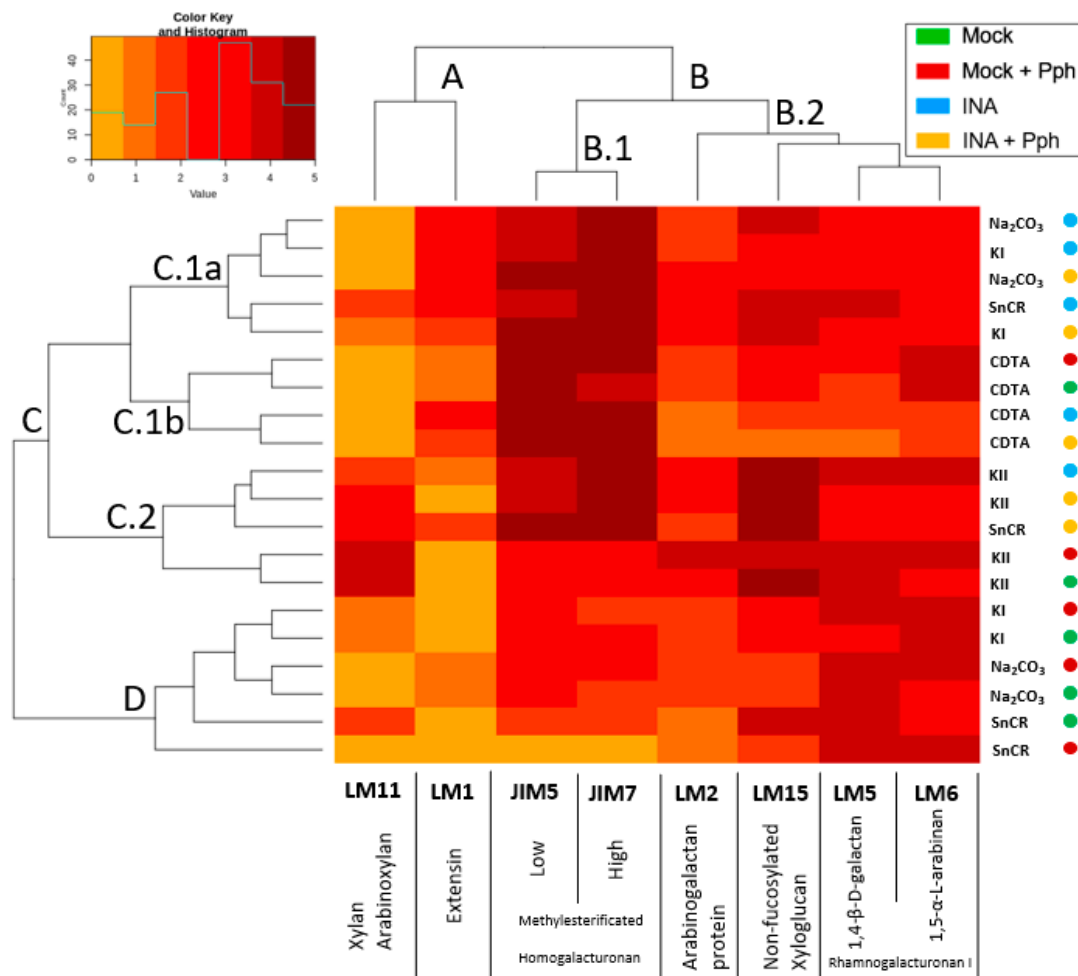 Color Key
and Histogram
Count
0 10 20 30 40
0 1 2 3 4 5
Value
Mock
Mock + Pph
INA
INA + Pph
A
B
B.1
B.2
C.1a
C
C.1b
C.2
D
Na₂CO₃
KI
Na₂CO₃
SnCR
KI
CDTA
CDTA
CDTA
CDTA
KII
KII
SnCR
KII
KII
KI
KI
Na₂CO₃
Na₂CO₃
SnCR
SnCR
LM11 LM1 JIM5 JIM7 LM2 LM15 LM5 LM6
Xylan
Arabinoxylan
Extensin
Low
High
Methylesterificated
Homogalacturonan
Arabinogalactan
protein
Non-fucosylated
Xyloglucan
1,4-β-D-galactan
1,5-α-L-arabinan
Rhamnogalacturonan I